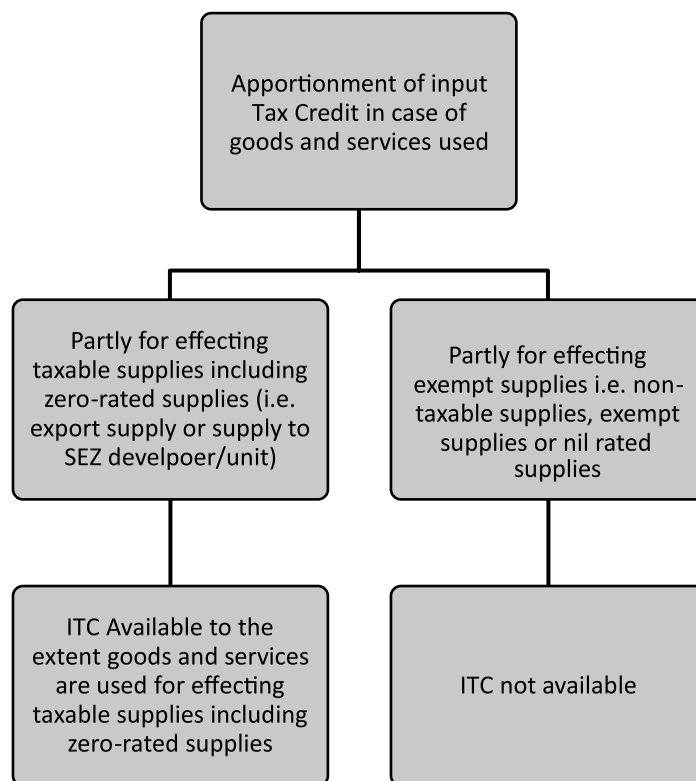 Apportionment of input
Tax Credit in case of
goods and services used
Partly for effecting
taxable supplies including
zero-rated supplies (i.e.
export supply or supply to
SEZ develpoer/unit)
Partly for effecting
exempt supplies i.e. non-
taxable supplies, exempt
supplies or nil rated
supplies
ITC Available to the
extent goods and services
are used for effecting
taxable supplies including
zero-rated supplies
ITC not available